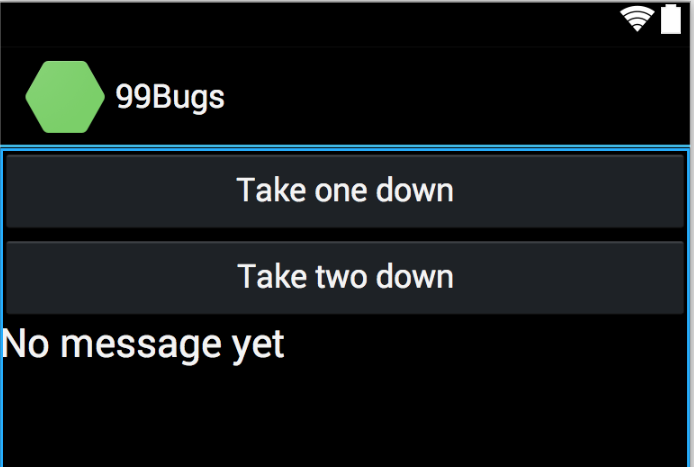 99Bugs
Take one down
Take two down
No message yet